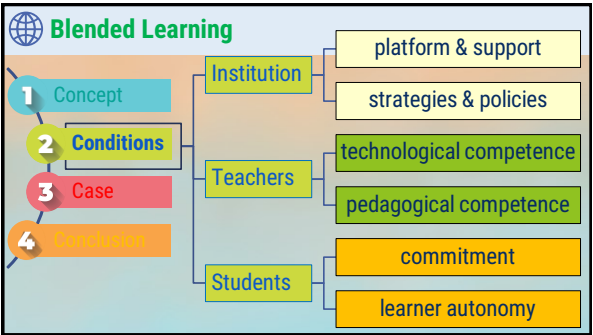 Blended Learning
1 Concept
2 Conditions
3 Case
4 Conclusion
Institution
platform & support
strategies & policies
Teachers
technological competence
pedagogical competence
Students
commitment
learner autonomy